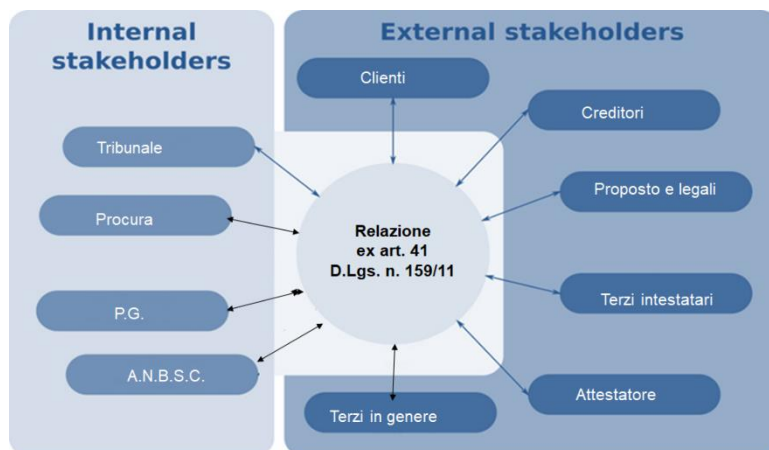 Internal
stakeholders
External stakeholders
Clienti
Creditori
Tribunale
Proposto e legali
Procura
Relazione
ex art. 41
D.Lgs. n. 159/11
Terzi intestatari
P.G.
A.N.B.S.C.
Attestatore
Terzi in genere